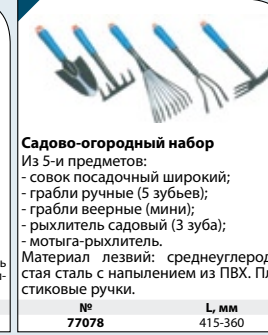 Садово-огородный набор
Из 5-и предметов:
- совок посадочный широкий;
- грабли ручные (5 зубьев);
- грабли веерные (мини);
- рыхлитель садовый (3 зуба);
- мотыга-рыхлитель.
Материал лезвий: среднеуглерод
стая сталь с напылением из ПВХ. Пл
стиковые ручки.
№ L, мм
77078 415-360